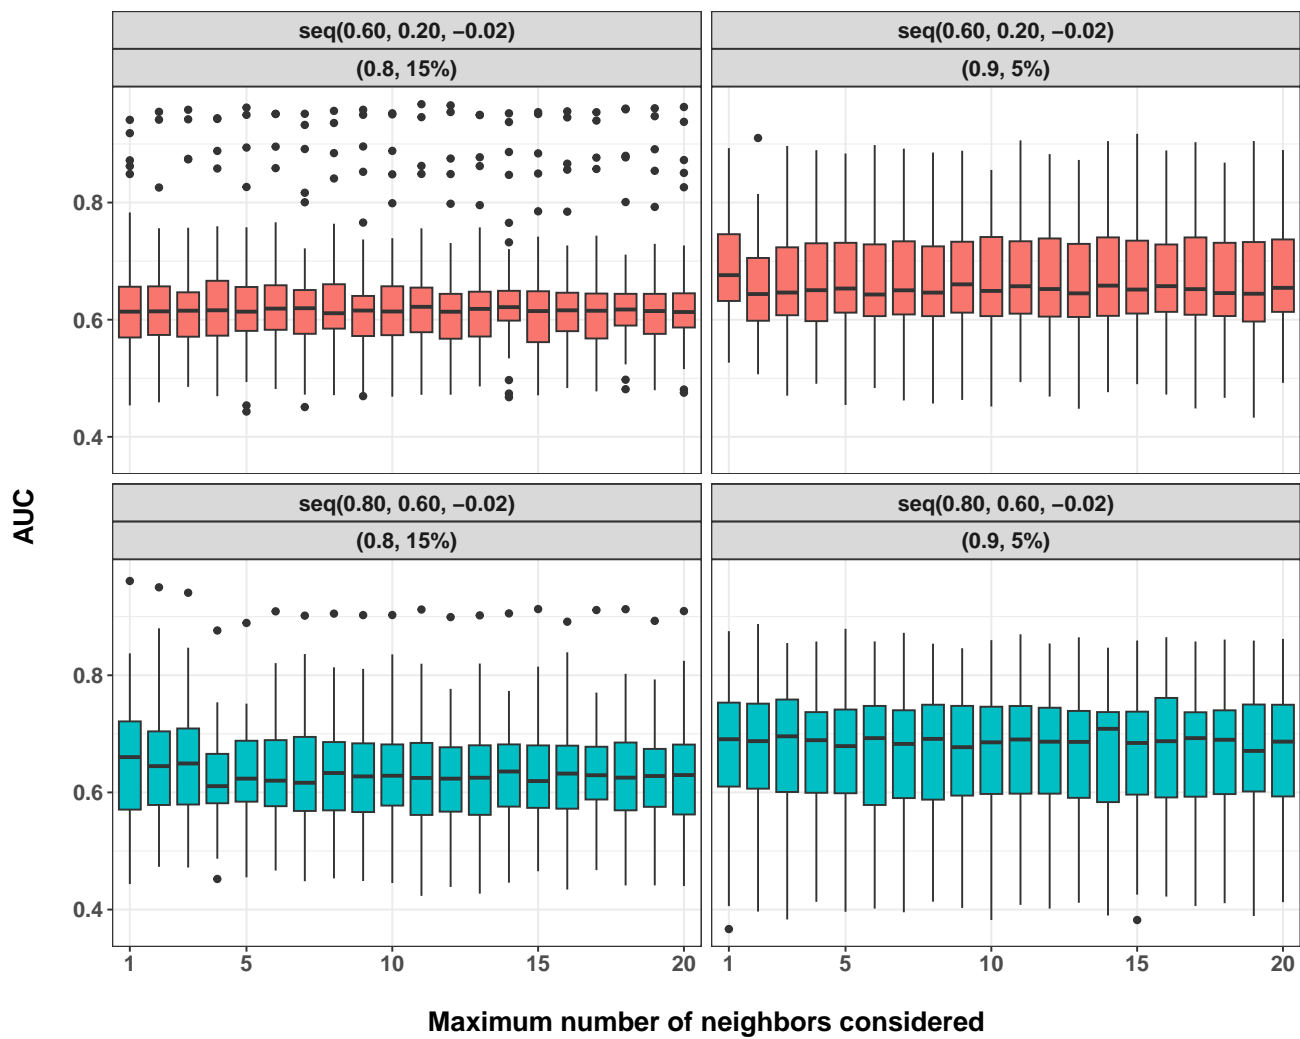 seq(0.60, 0.20, −0.02)
seq(0.60, 0.20, −0.02)
(0.8, 15%)
(0.9, 5%)
0.8
0.6
0.4
AUC
seq(0.80, 0.60, −0.02)
seq(0.80, 0.60, −0.02)
(0.8, 15%)
(0.9, 5%)
0.8
0.6
0.4
1 5 10 15 20
1 5 10 15 20
Maximum number of neighbors considered